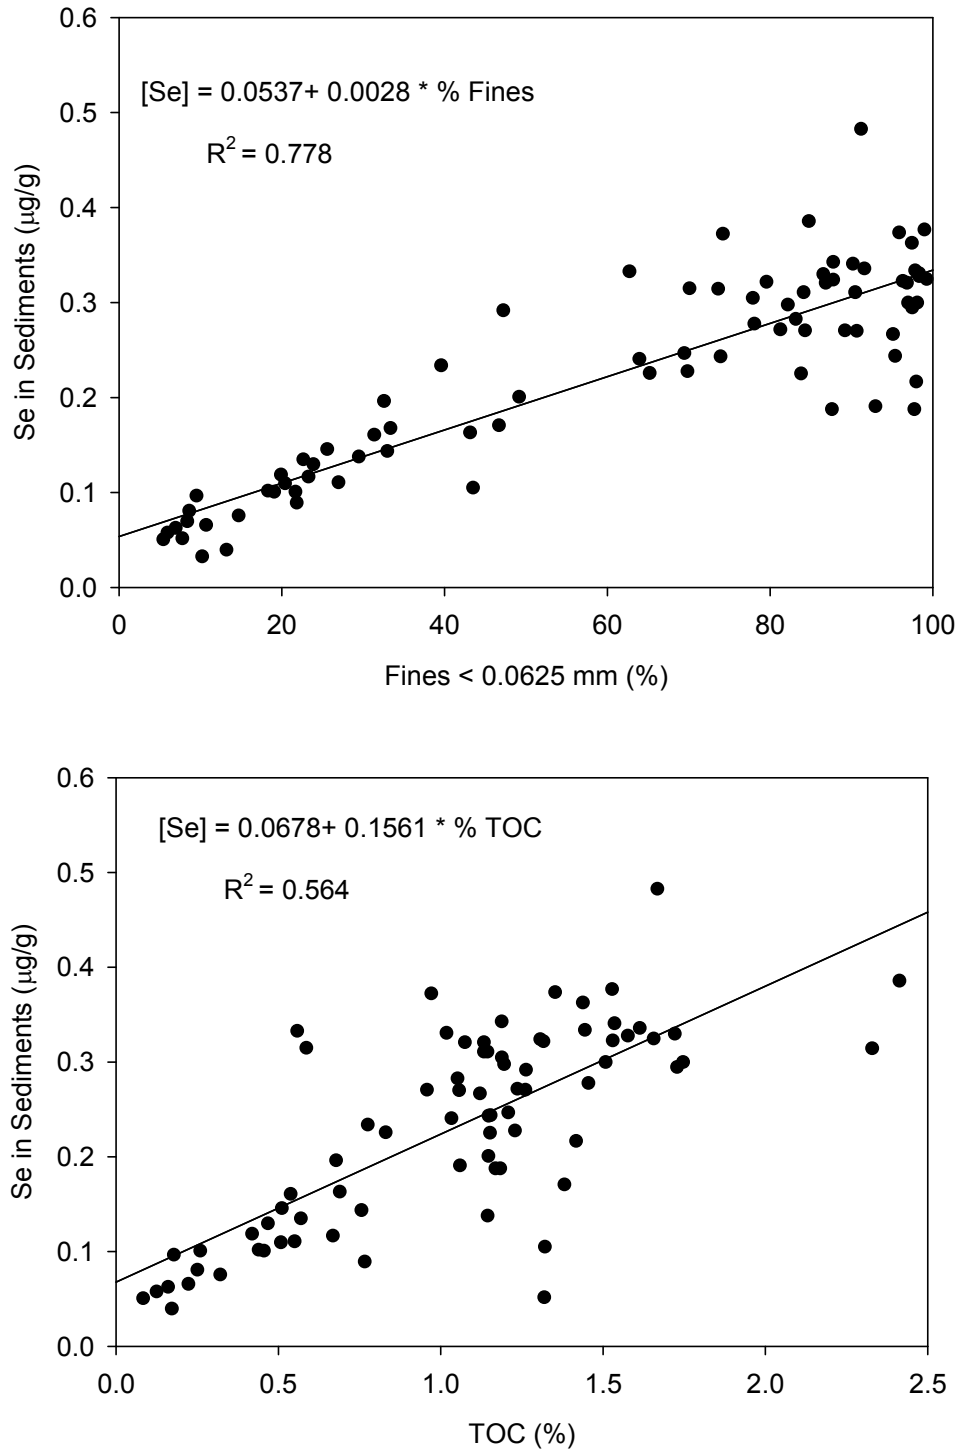 0.6
[Se] = 0.0537+ 0.0028 * % Fines
0.5
R2 = 0.778
0.4
0.3
0.2
0.1
0.0
Se in Sediments (μg/g)
0 20 40 60 80 100
Fines < 0.0625 mm (%)
0.6
[Se] = 0.0678+ 0.1561 * % TOC
0.5
R2 = 0.564
0.4
0.3
0.2
0.1
0.0
Se in Sediments (μg/g)
0.0 0.5 1.0 1.5 2.0 2.5
TOC (%)